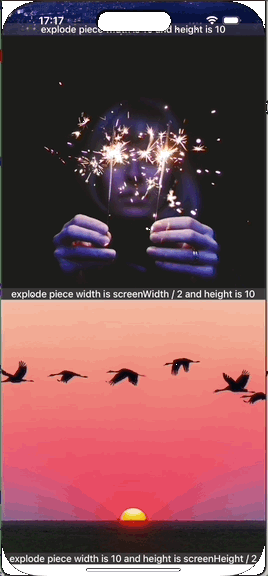 17:17
explode piece width is 10 and height is 10
explode piece width is screenWidth / 2 and height is 10
explode piece width is 10 and height is screenHeight / 2